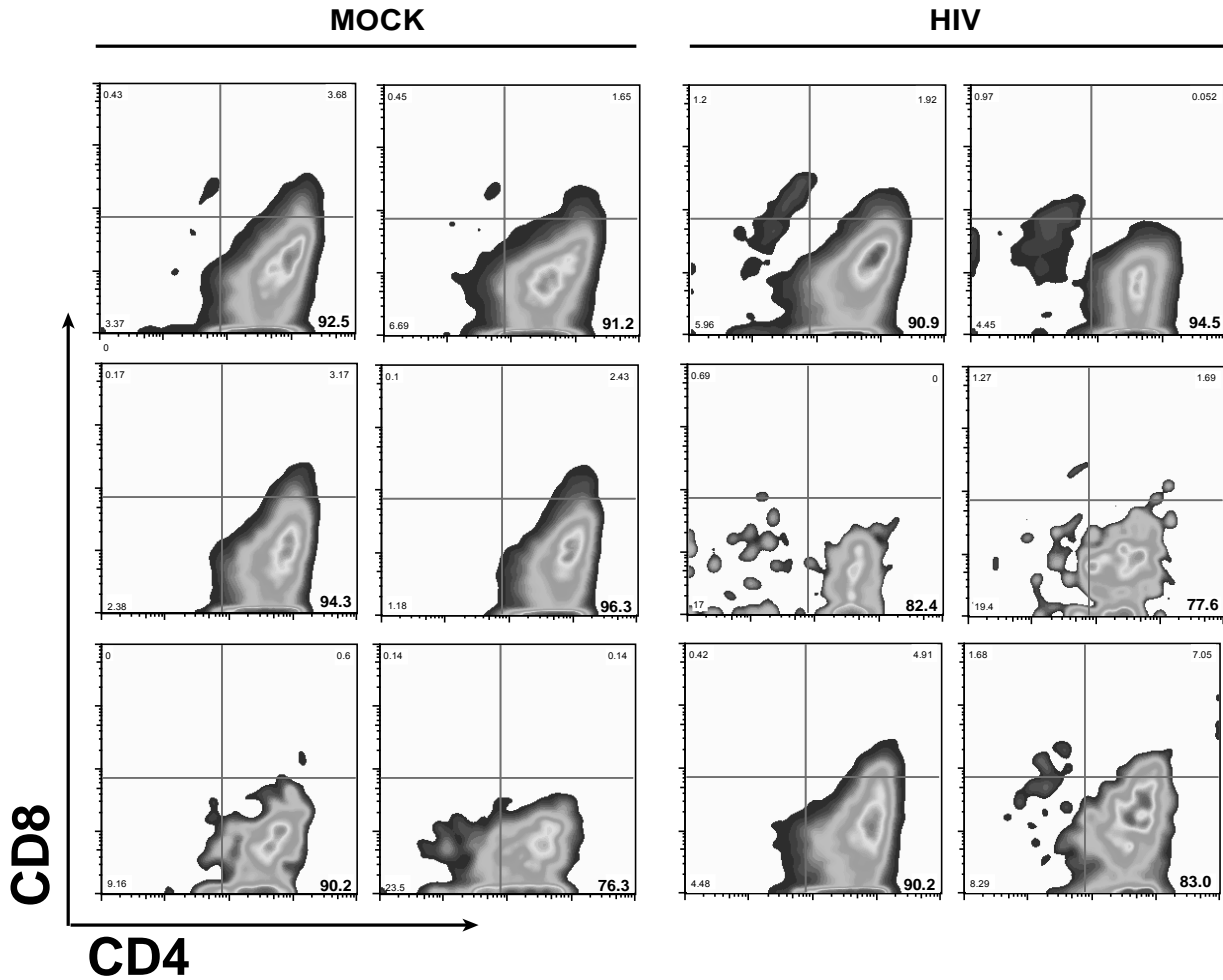 MOCK HIV
0.43 3.68 0.45 1.65 1.2 1.92 0.97 0.052
3.37 92.5 6.69 91.2 5.96 90.9 4.45 94.5
0
0.17 3.17 0.1 2.43 0.69 0 1.27 1.69
2.38 94.3 1.18 96.3 17 82.4 19.4 77.6
0 0.6 0.14 0.14 0.42 4.91 1.68 7.05
9.16 90.2 23.5 76.3 4.48 90.2 8.29 83.0
CD8
CD4